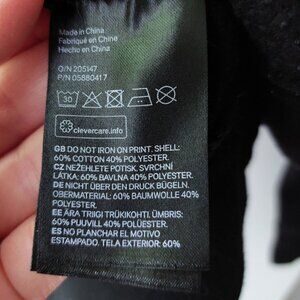 Made in China
Fabriqué en Chine
Hecho en China
O/N 205147
P/N 05880417
30
clevercare.info
GB DO NOT IRON ON PRINT. SHELL:
60% COTTON 40% POLYESTER.
CZ NEŽEHLETE POTISK. SVRCHNÍ
LÁTKA: 60% BAVLNA 40% POLYESTER.
DE NICHT ÜBER DEN DRUCK BÜGELN.
OBERMATERIAL: 60% BAUMWOLLE 40%
POLYESTER.
EE ÄRA TRIIGI TRÜKIKOHTI. ÜMBRIS:
60% PUUVILL 40% POLÜESTER.
ES NO PLANCHAR EL MOTIVO
ESTAMPADO. TELA EXTERIOR: 60%